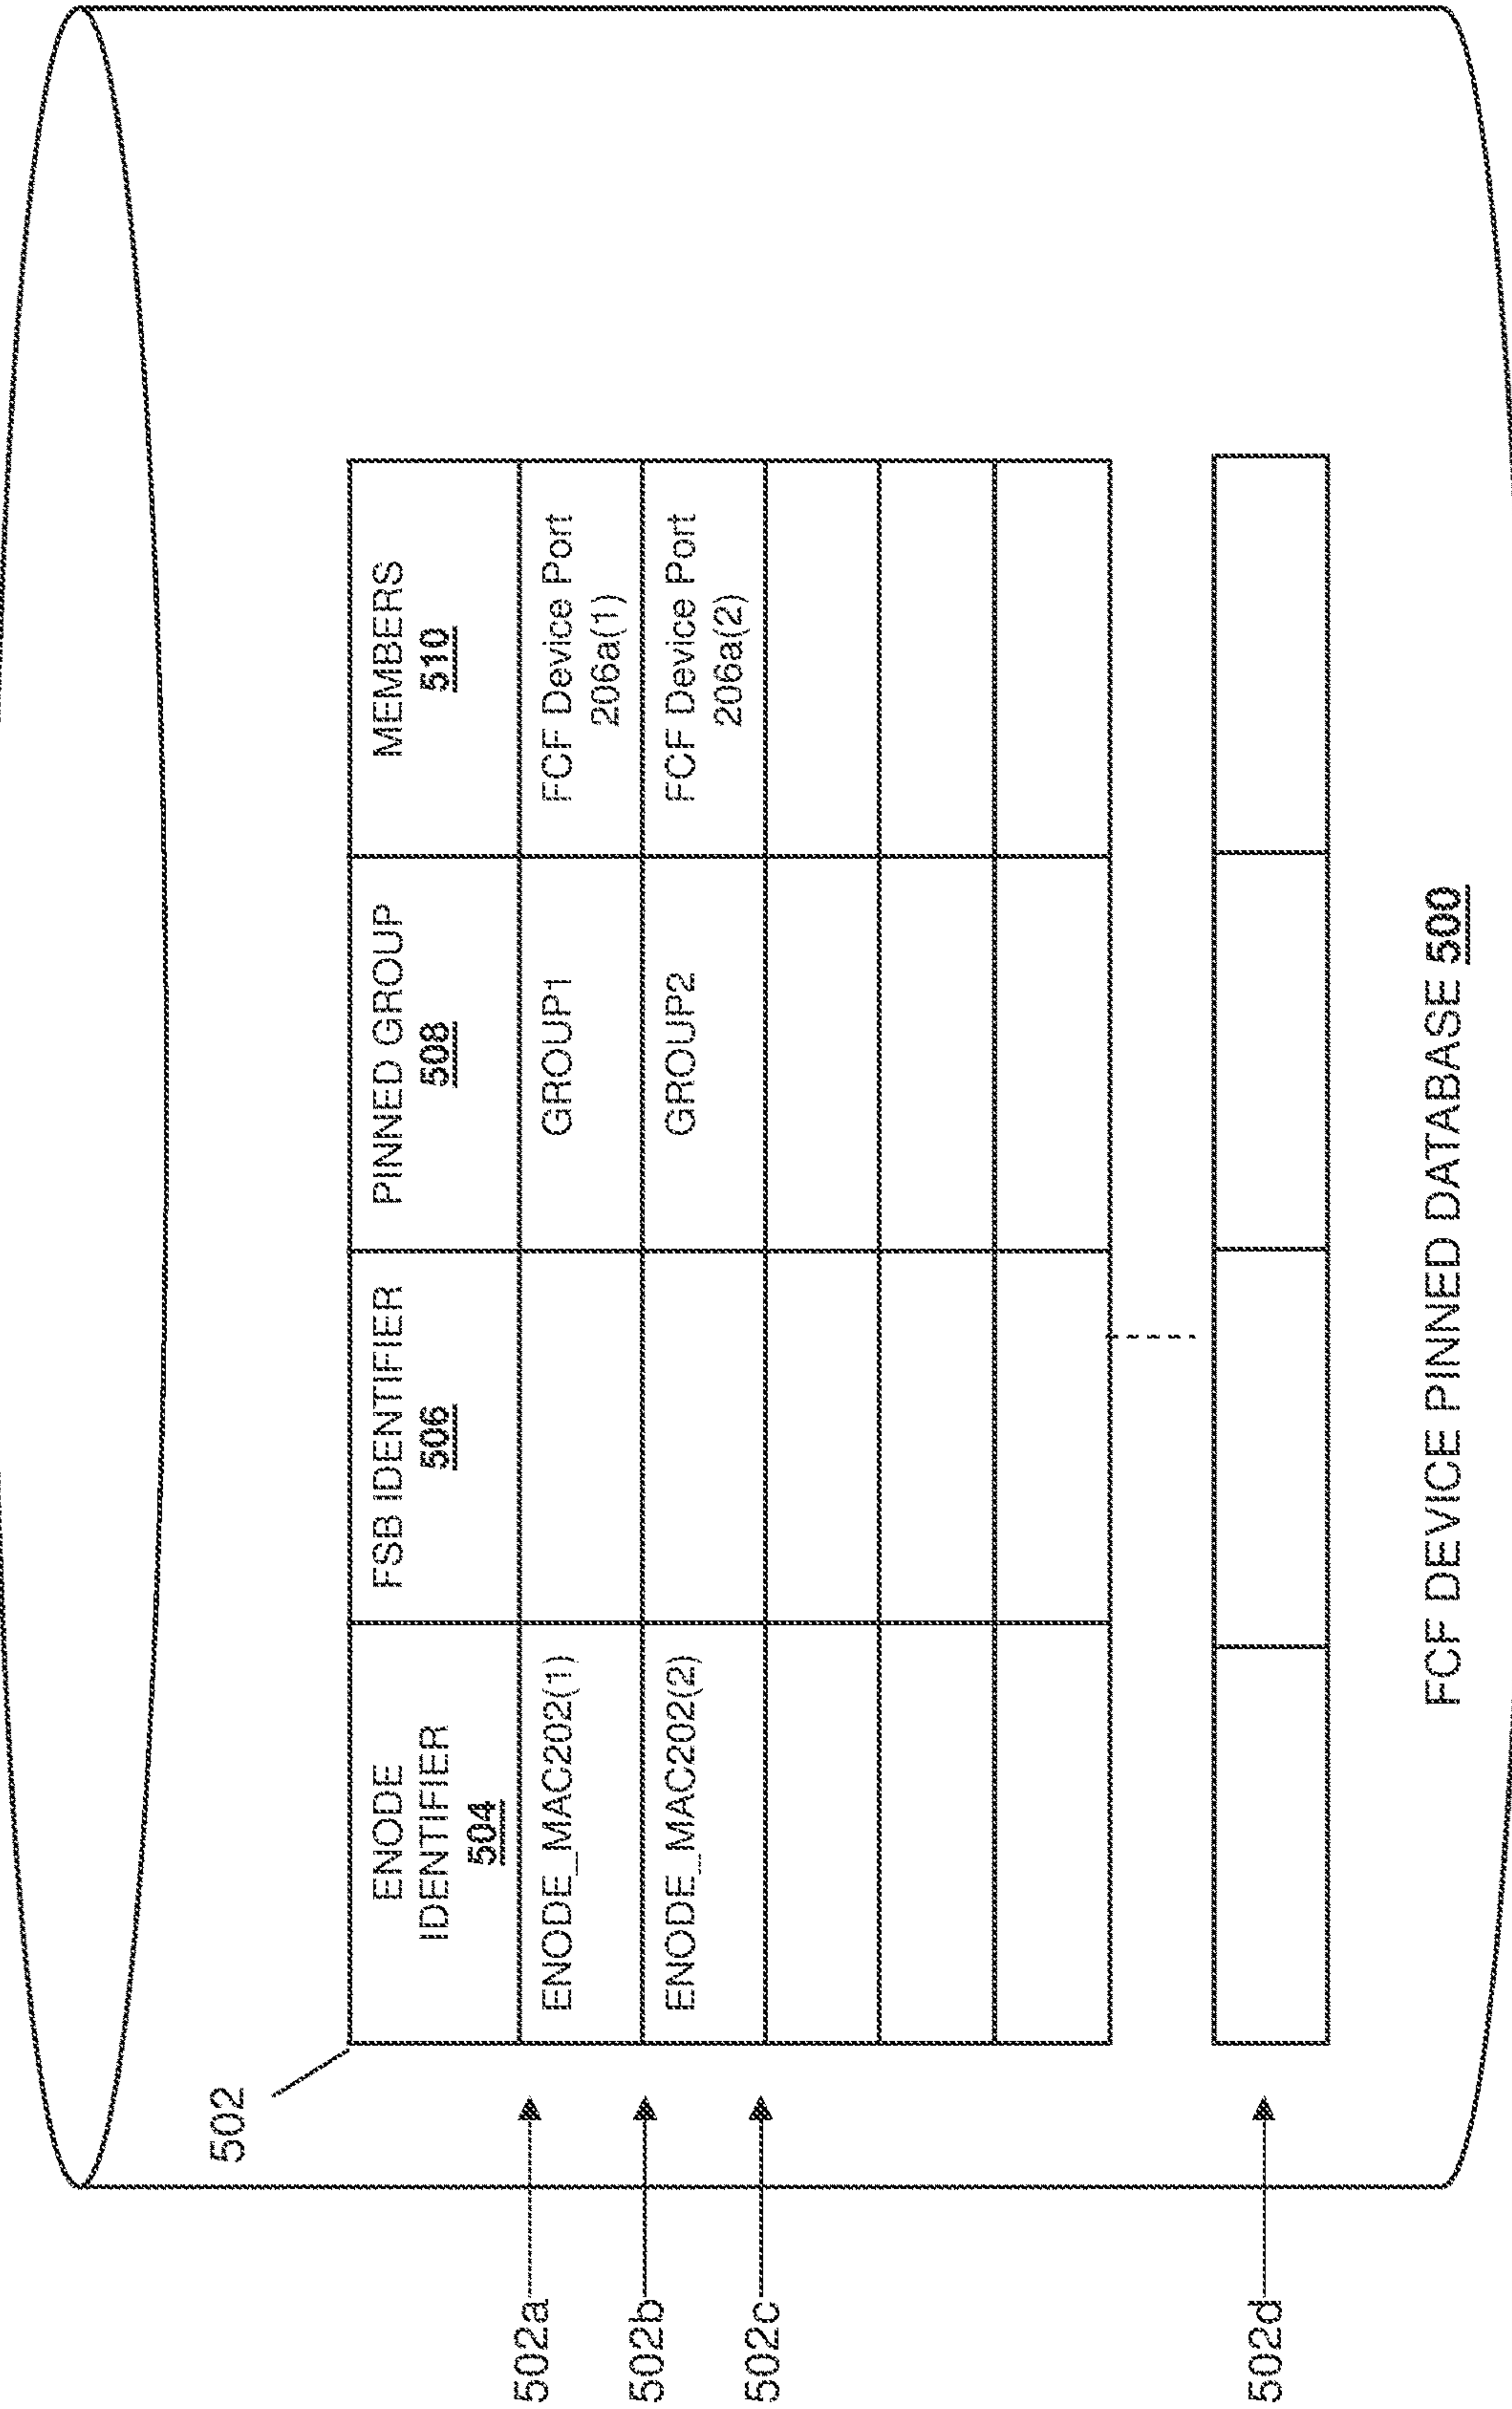 502
ENODE
IDENTIFIER
504
FSB IDENTIFIER
506
PINNED GROUP
508
MEMBERS
510
502a
ENODE_MAC202(1)
GROUP1
FCF Device Port
206a(1)
502b
ENODE_MAC202(2)
GROUP2
FCF Device Port
206a(2)
502c
502d
FCF DEVICE PINNED DATABASE 500